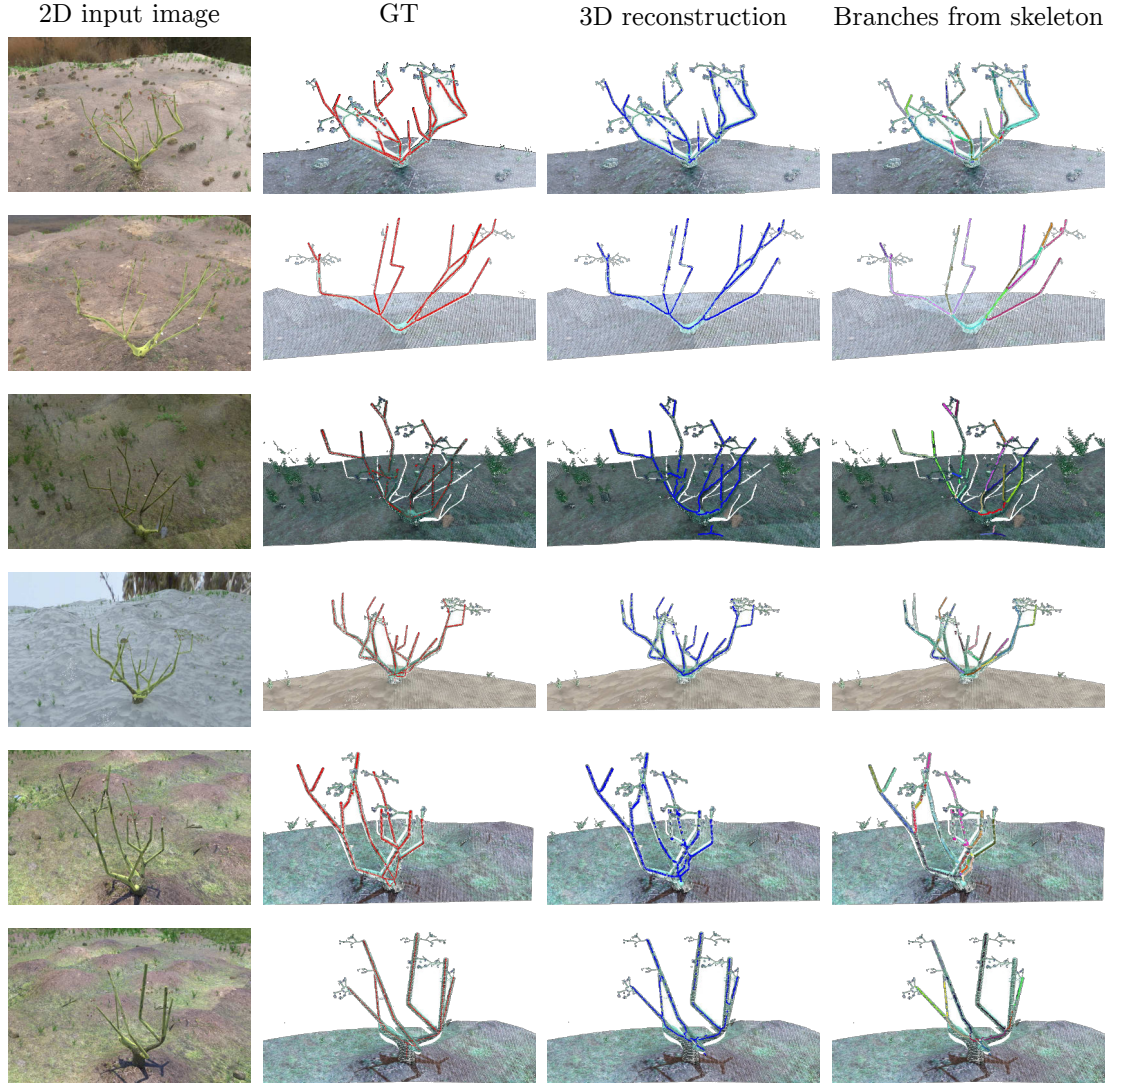 2D input image
GT
3D reconstruction
Branches from skeleton